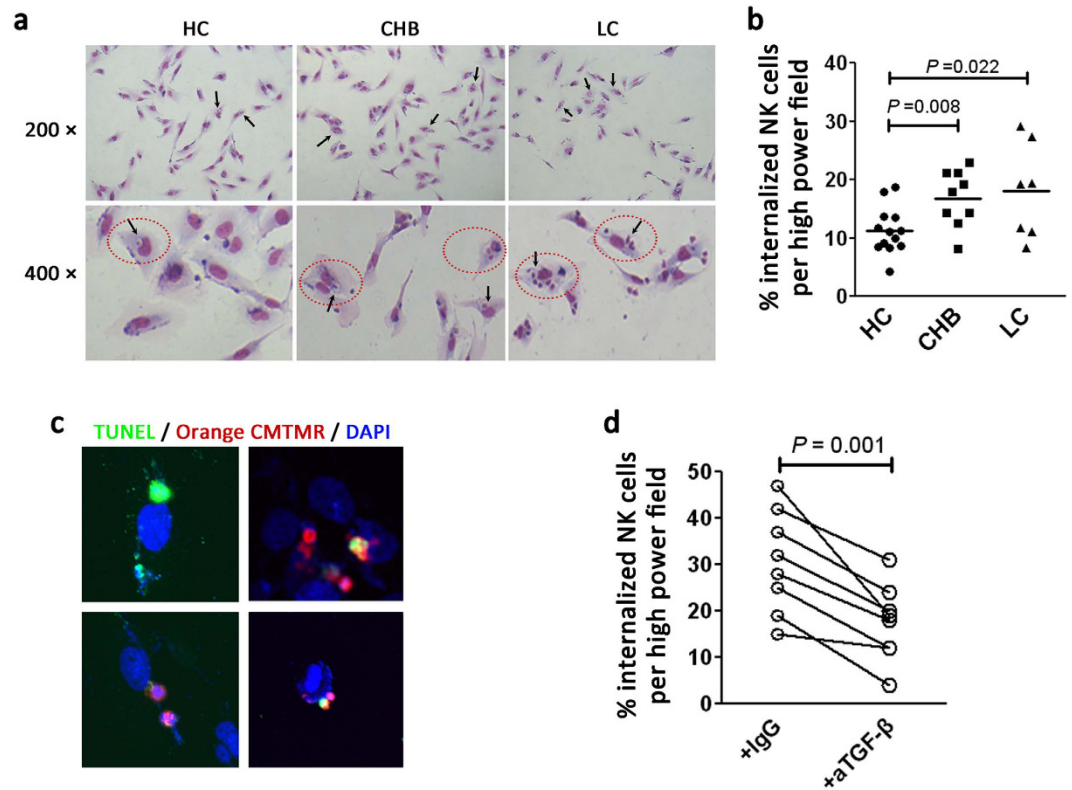 a
HC CHB LC
200 ×
400 ×
b
% internalized NK cells
per high power field
P =0.022
P =0.008
40
30
20
10
0
HC CHB LC
c
TUNEL / Orange CMTMR / DAPI
d
% internalized NK cells
per high power field
P = 0.001
50
40
30
20
10
0
+IgG +aTGF-β